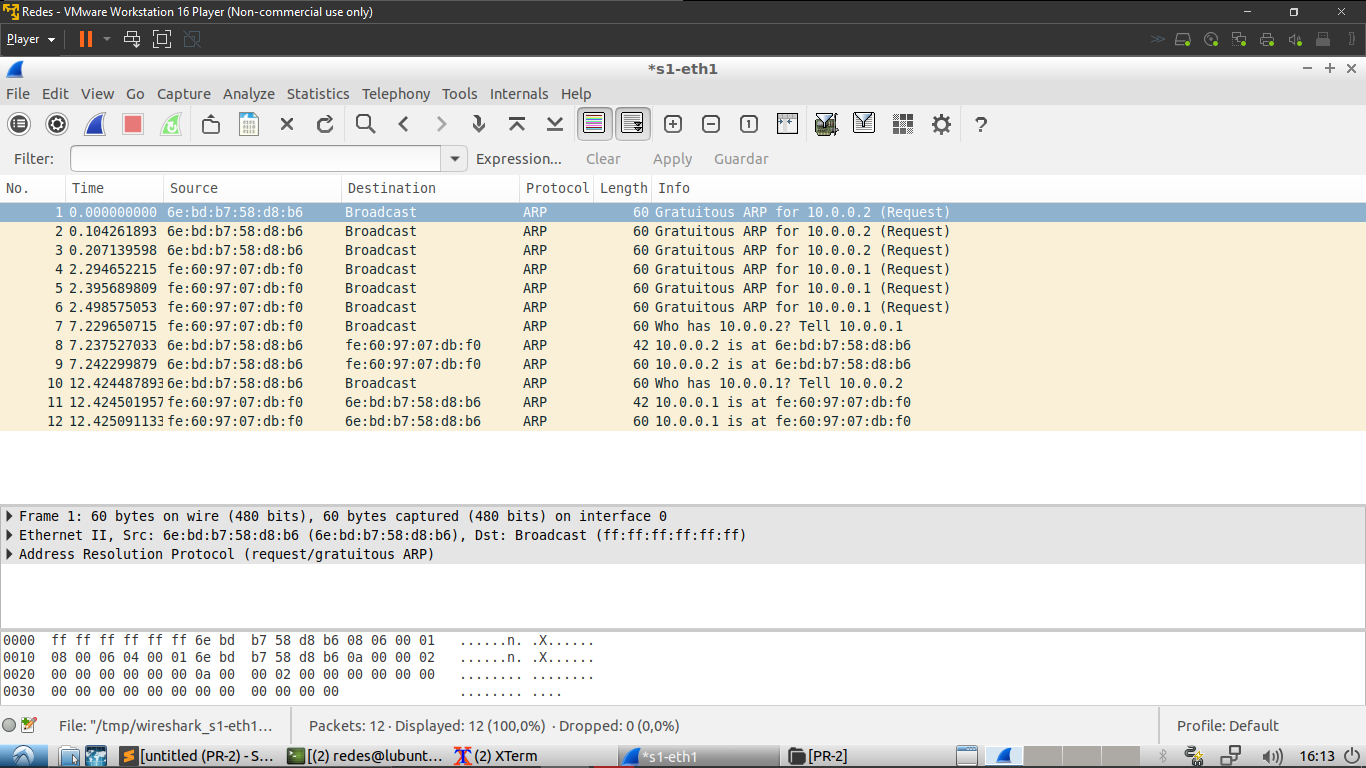 Redes - VMware Workstation 16 Player (Non-commercial use only)
Player
*s1-eth1
File Edit View Go Capture Analyze Statistics Telephony Tools Internals Help
Filter: Expression... Clear Apply Guardar
No. Time Source Destination Protocol Length Info
1 0.000000000 6e:bd:b7:58:d8:b6 Broadcast ARP 60 Gratuitous ARP for 10.0.0.2 (Request)
2 0.104261893 6e:bd:b7:58:d8:b6 Broadcast ARP 60 Gratuitous ARP for 10.0.0.2 (Request)
3 0.207139598 6e:bd:b7:58:d8:b6 Broadcast ARP 60 Gratuitous ARP for 10.0.0.2 (Request)
4 2.294652215 fe:60:97:07:db:f0 Broadcast ARP 60 Gratuitous ARP for 10.0.0.1 (Request)
5 2.395689809 fe:60:97:07:db:f0 Broadcast ARP 60 Gratuitous ARP for 10.0.0.1 (Request)
6 2.498575053 fe:60:97:07:db:f0 Broadcast ARP 60 Gratuitous ARP for 10.0.0.1 (Request)
7 7.229650715 fe:60:97:07:db:f0 Broadcast ARP 60 Who has 10.0.0.2? Tell 10.0.0.1
8 7.237527033 6e:bd:b7:58:d8:b6 fe:60:97:07:db:f0 ARP 42 10.0.0.2 is at 6e:bd:b7:58:d8:b6
9 7.242299879 6e:bd:b7:58:d8:b6 fe:60:97:07:db:f0 ARP 60 10.0.0.2 is at 6e:bd:b7:58:d8:b6
10 12.424487893 6e:bd:b7:58:d8:b6 Broadcast ARP 60 Who has 10.0.0.1? Tell 10.0.0.2
11 12.424501957 fe:60:97:07:db:f0 6e:bd:b7:58:d8:b6 ARP 42 10.0.0.1 is at fe:60:97:07:db:f0
12 12.425091133 fe:60:97:07:db:f0 6e:bd:b7:58:d8:b6 ARP 60 10.0.0.1 is at fe:60:97:07:db:f0
Frame 1: 60 bytes on wire (480 bits), 60 bytes captured (480 bits) on interface 0
Ethernet II, Src: 6e:bd:b7:58:d8:b6 (6e:bd:b7:58:d8:b6), Dst: Broadcast (ff:ff:ff:ff:ff:ff)
Address Resolution Protocol (request/gratuitous ARP)
0000 ff ff ff ff ff ff 6e bd b7 58 d8 b6 08 06 00 01 ......n. .X......
0010 08 00 06 04 00 01 6e bd b7 58 d8 b6 0a 00 00 02 ......n. .X......
0020 00 00 00 00 00 00 0a 00 00 02 00 00 00 00 00 00 ........ ........
0030 00 00 00 00 00 00 00 00 00 00 00 00 ........ ....
File: "/tmp/wireshark_s1-eth1... Packets: 12 · Displayed: 12 (100,0%) · Dropped: 0 (0,0%) Profile: Default
[untitled (PR-2) - S... [(2) redes@lubunt... (2) XTerm *s1-eth1 [PR-2] 16:13